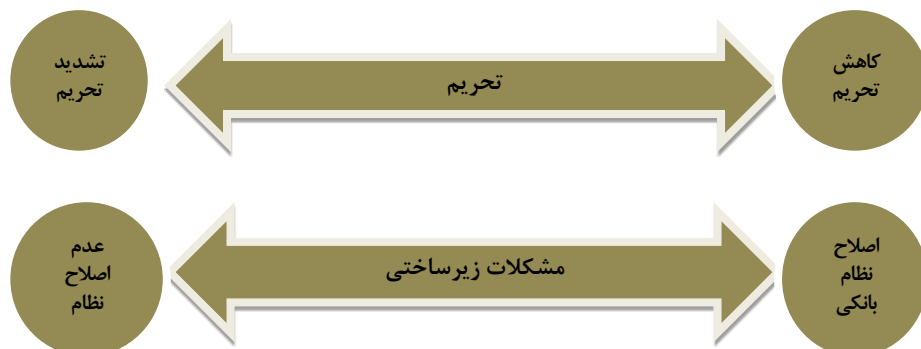 کاهش
تحریم
تحریم
تشدید
تحریم
اصلاح
نظام
بانکی
مشکلات زیرساختی
عدم
اصلاح
نظام